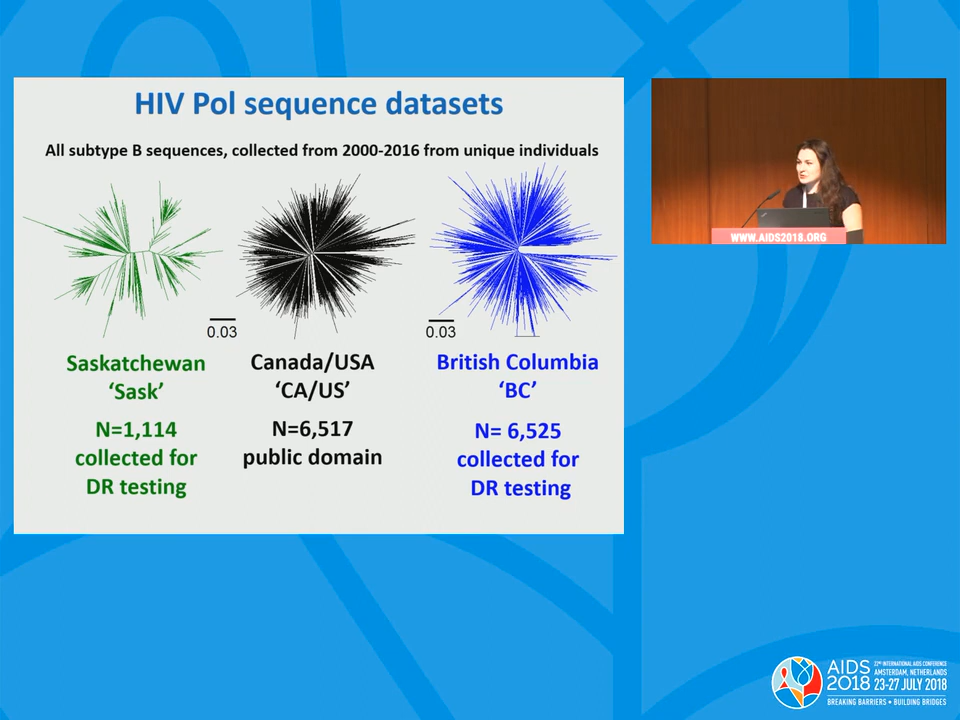 HIV Pol sequence datasets
All subtype B sequences, collected from 2000-2016 from unique individuals
0.03
0.03
Saskatchewan
‘Sask’
N=1,114
collected for
DR testing
Canada/USA
‘CA/US’
N=6,517
public domain
British Columbia
‘BC’
N= 6,525
collected for
DR testing
WWW.AIDS2018.ORG
AIDS
2018
22ND INTERNATIONAL AIDS CONFERENCE
AMSTERDAM, NETHERLANDS
23-27 JULY 2018
BREAKING BARRIERS • BUILDING BRIDGES